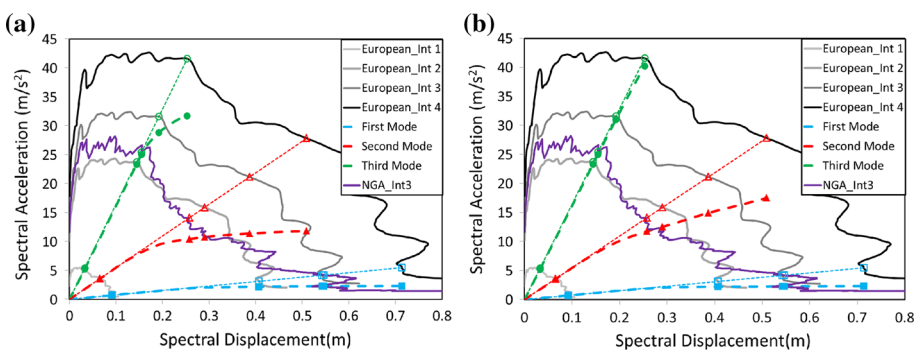 (a)
Spectral Acceleration (m/s²)
45
40
35
30
25
20
15
10
5
0
0
0.1
0.2
0.3
0.4
0.5
0.6
0.7
0.8
Spectral Displacement(m)
European_Int 1
European_Int 2
European_Int 3
European_Int 4
First Mode
Second Mode
Third Mode
NGA_Int3
(b)
Spectral Acceleration (m/s²)
45
40
35
30
25
20
15
10
5
0
0
0.1
0.2
0.3
0.4
0.5
0.6
0.7
0.8
Spectral Displacement(m)
European_Int 1
European_Int 2
European_Int 3
European_Int 4
First Mode
Second Mode
Third Mode
NGA_Int3